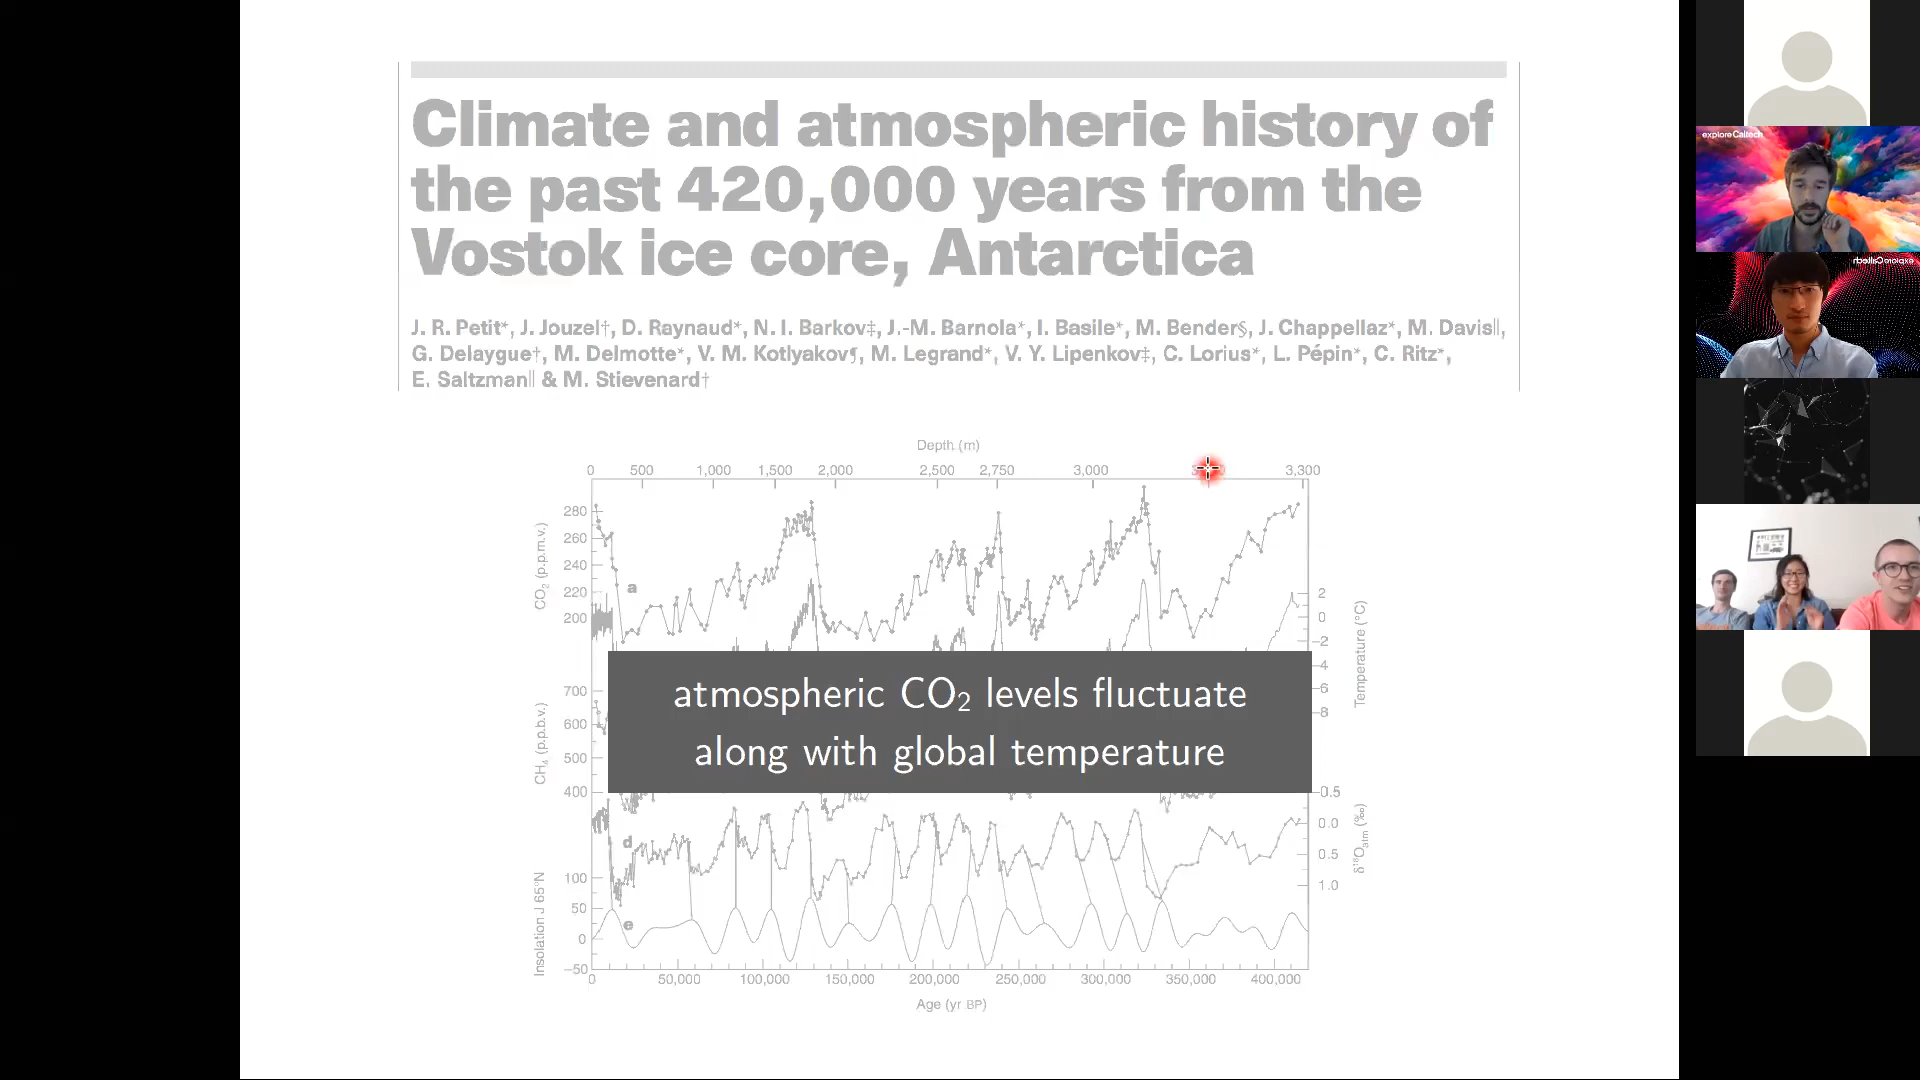 Climate and atmospheric history of
the past 420,000 years from the
Vostok ice core, Antarctica
J. R. Petit*, J. Jouzel†, D. Raynaud*, N. I. Barkov‡, J.-M. Barnola*, I. Basile*, M. Bender§, J. Chappellaz*, M. Davis‖,
G. Delaygue†, M. Delmotte*, V. M. Kotlyakov¶, M. Legrand*, V. Y. Lipenkov‡, C. Lorius*, L. Pépin*, C. Ritz*,
E. Saltzman‖ & M. Stievenard†
Depth (m)
0 500 1,000 1,500 2,000 2,500 2,750 3,000 3,300
CO₂ (p.p.m.v.)
280
260
240
220
200
a
2
0
–2
–4
–6
–8
Temperature (°C)
atmospheric CO₂ levels fluctuate
along with global temperature
CH₄ (p.p.b.v.)
700
600
500
400
–0.5
0.0
0.5
1.0
δ¹⁸Oatm (‰)
d
Insolation J 65°N
100
50
0
–50
e
0 50,000 100,000 150,000 200,000 250,000 300,000 350,000 400,000
Age (yr BP)
exploreCaltech
exploreCaltech